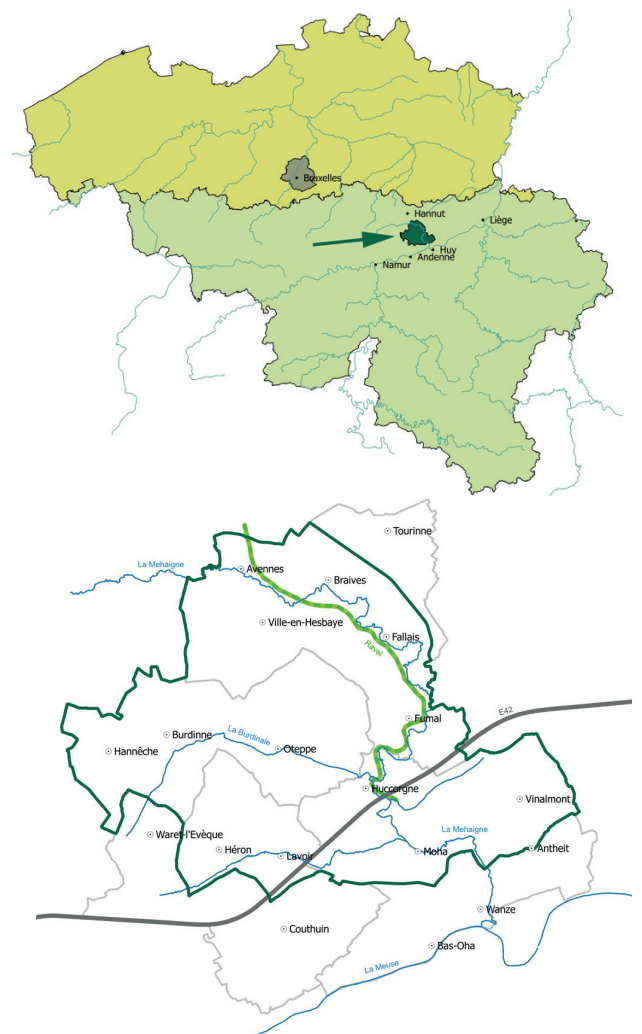 Bruxelles
Hannut
Liège
Huy
Andenne
Namur
Tourinne
La Mehaigne
Avennes
Braives
Ville-en-Hesbaye
Fallais
Ravel
Fumal
E42
Burdinne
La Burdinale
Hannêche
Oteppe
Huccorgne
Vinalmont
La Mehaigne
Waret-l'Evèque
Héron
Lavoir
Moha
Antheit
Wanze
Couthuin
Bas-Oha
La Meuse